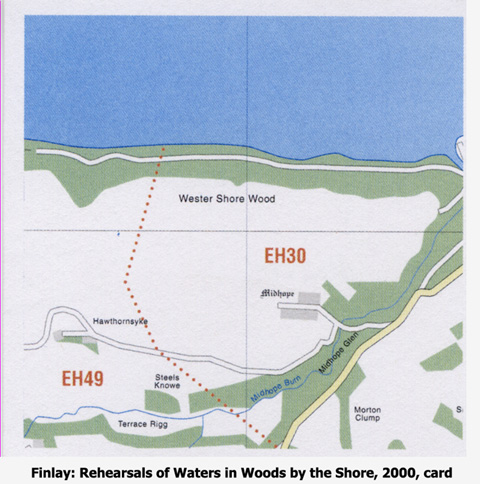 Wester Shore Wood
EH30
Midhope
Hawthornsyke
Midhope Glen
EH49
Steels
Knowe
Midhope Burn
Morton
Clump
S
Terrace Rigg
Finlay: Rehearsals of Waters in Woods by the Shore, 2000, card